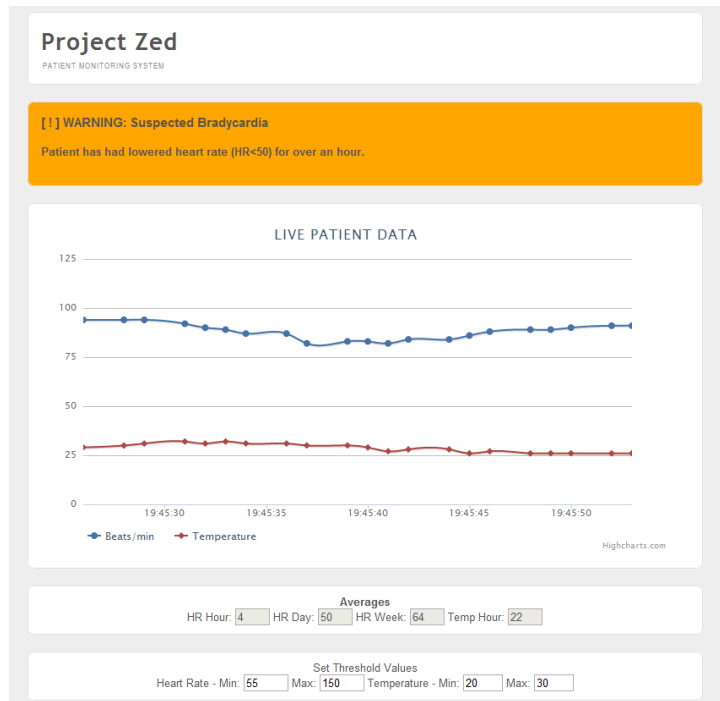 Project Zed
PATIENT MONITORING SYSTEM
[ ! ] WARNING: Suspected Bradycardia
Patient has had lowered heart rate (HR<50) for over an hour.
LIVE PATIENT DATA
125
100
75
50
25
0
19:45:30 19:45:35 19:45:40 19:45:45 19:45:50
Beats/min Temperature
Highcharts.com
Averages
HR Hour: 4 HR Day: 50 HR Week: 64 Temp Hour: 22
Set Threshold Values
Heart Rate - Min: 55 Max: 150 Temperature - Min: 20 Max: 30